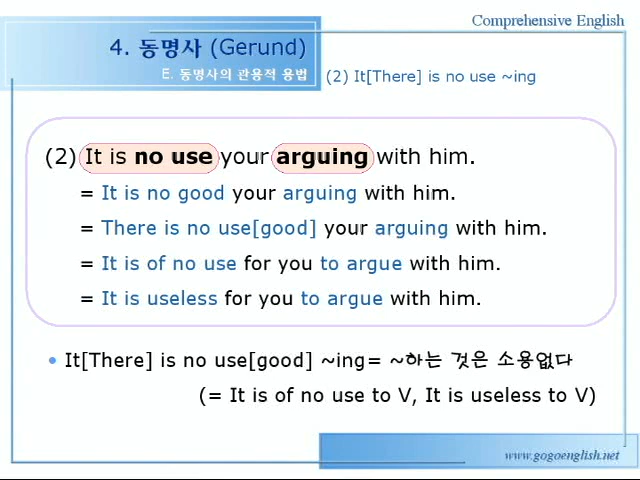 Comprehensive English
4. 동명사 (Gerund)
E. 동명사의 관용적 용법
(2) It[There] is no use ~ing
(2) It is no use your arguing with him.
= It is no good your arguing with him.
= There is no use[good] your arguing with him.
= It is of no use for you to argue with him.
= It is useless for you to argue with him.
• It[There] is no use[good] ~ing= ~하는 것은 소용없다
(= It is of no use to V, It is useless to V)
www.gogoenglish.net